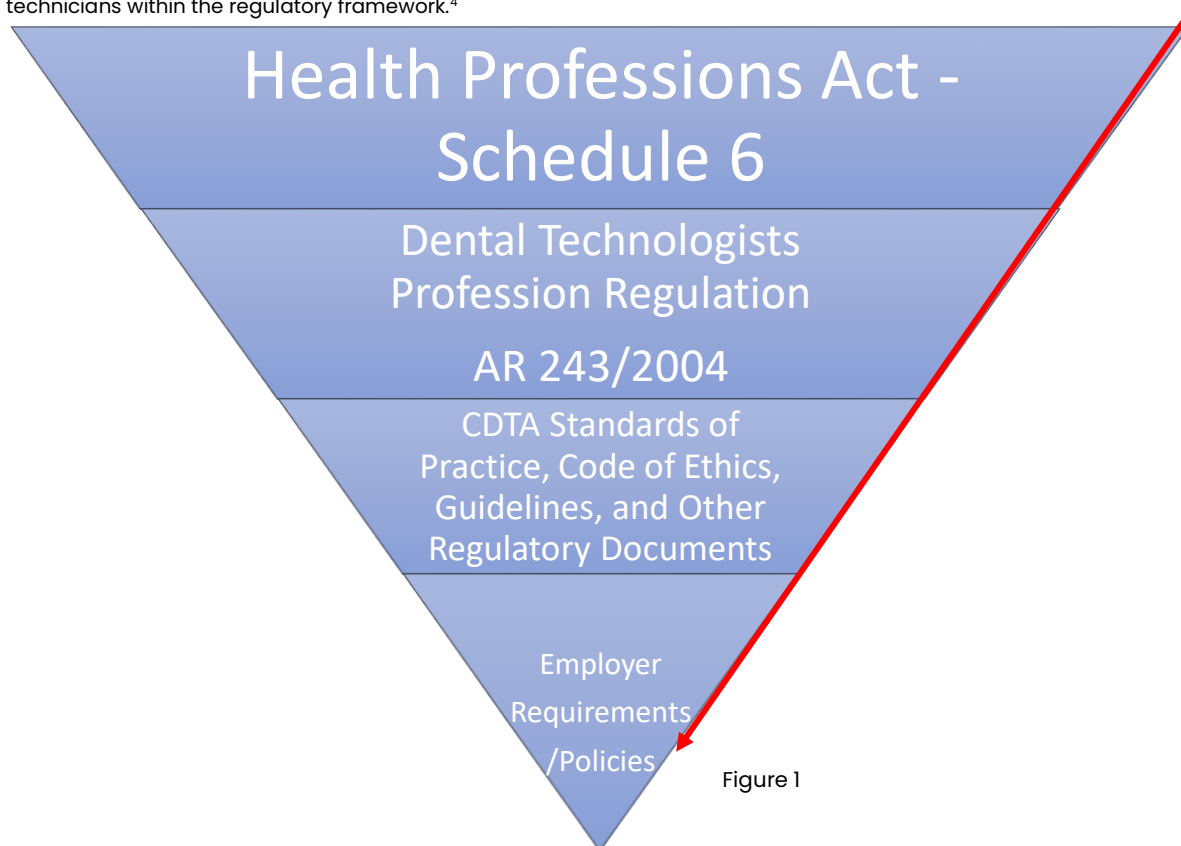 technicians within the regulatory framework.⁴
Health Professions Act -
Schedule 6
Dental Technologists
Profession Regulation
AR 243/2004
CDTA Standards of
Practice, Code of Ethics,
Guidelines, and Other
Regulatory Documents
Employer
Requirements
/Policies
Figure 1